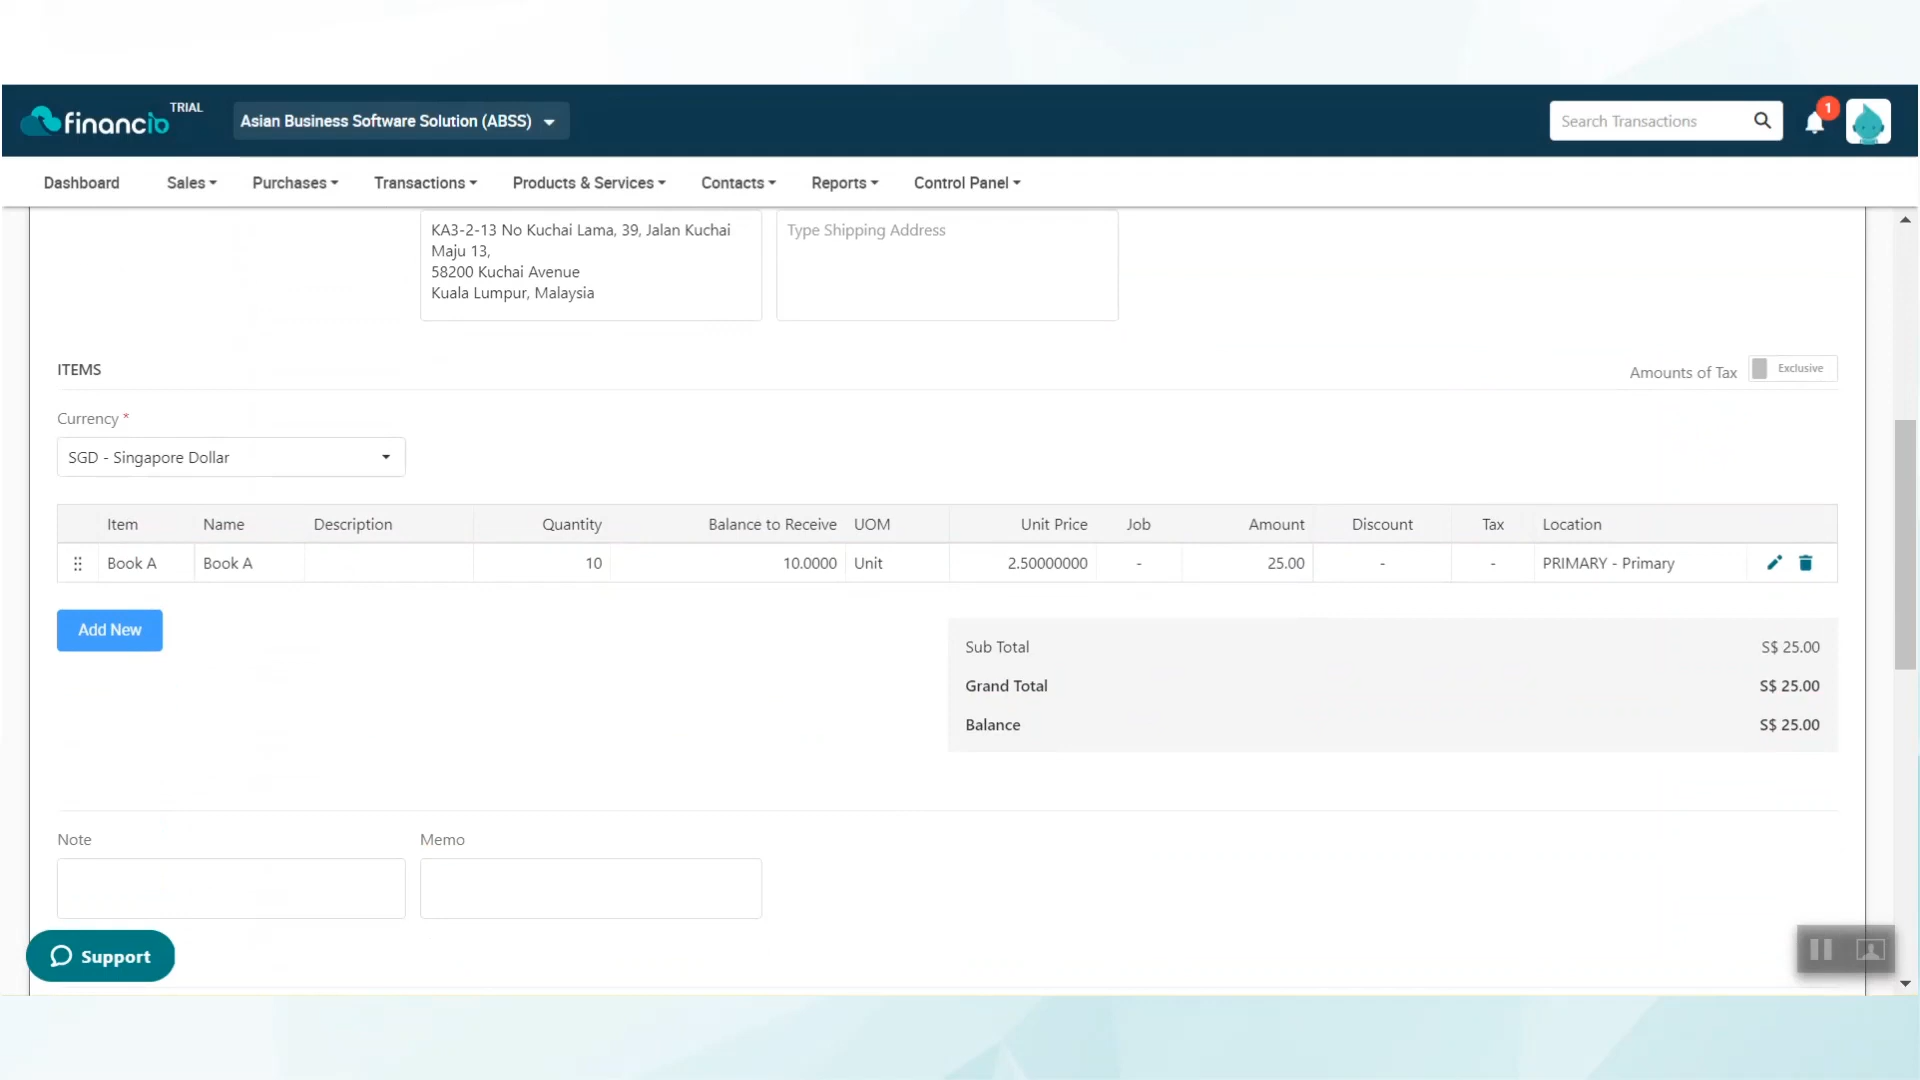 financio TRIAL Asian Business Software Solution (ABSS) Search Transactions 1
Dashboard Sales Purchases Transactions Products & Services Contacts Reports Control Panel
KA3-2-13 No Kuchai Lama, 39, Jalan Kuchai
Maju 13,
58200 Kuchai Avenue
Kuala Lumpur, Malaysia
Type Shipping Address
ITEMS
Amounts of Tax Exclusive
Currency *
SGD - Singapore Dollar
Item Name Description Quantity Balance to Receive UOM Unit Price Job Amount Discount Tax Location
Book A Book A 10 10.0000 Unit 2.50000000 - 25.00 - - PRIMARY - Primary
Add New
Sub Total S$ 25.00
Grand Total S$ 25.00
Balance S$ 25.00
Note Memo
Support